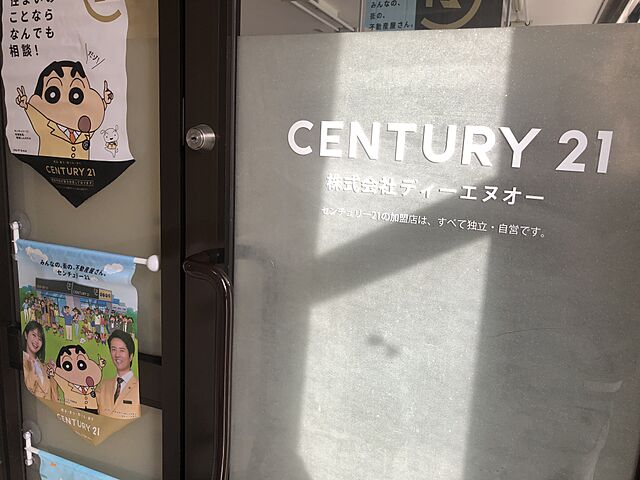 住まいの
ことなら
なんでも
相談!
CENTURY 21
みんなの、街の、不動産屋さん。
センチュリー21
CENTURY 21
みんなの、
街の、
不動産屋さん。
CENTURY 21
株式会社ディーエヌオー
センチュリー21の加盟店は、すべて独立・自営です。